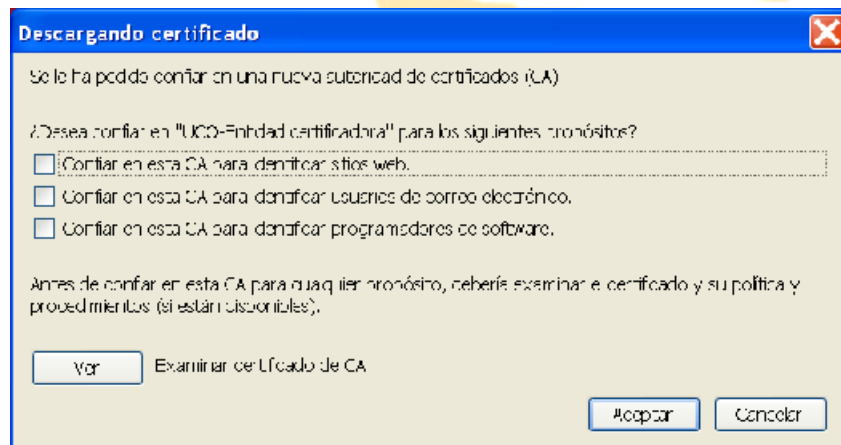 Descargando certificado
Se le ha pedido confiar en una nueva autoridad de certificados (CA)
¿Desea confiar en "UCO-Entidad certificadora" para los siguientes propósitos?
Confiar en esta CA para identificar sitios web.
Confiar en esta CA para identificar usuarios de correo electrónico.
Confiar en esta CA para identificar programadores de software.
Antes de confiar en esta CA para cualquier propósito, debería examinar el certificado y su política y
procedimientos (si están disponibles).
Ver Examinar certificado de CA
Aceptar Cancelar